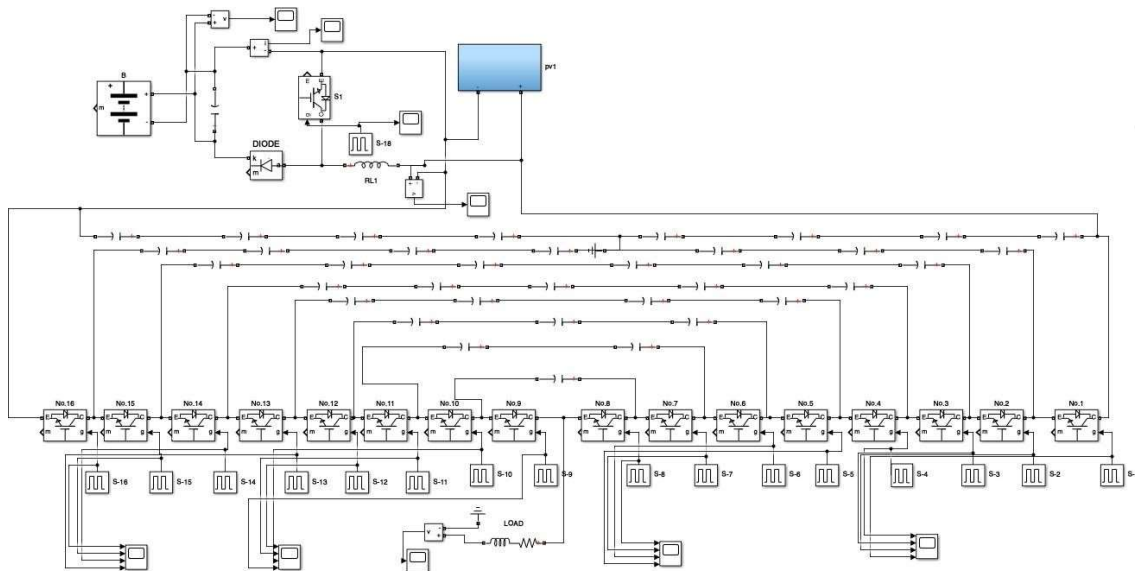 B
+
-
m
v
+
-
i
+
-
E
E
m
g
C
S1
pv1
-
+
S-18
DIODE
k
m
a
RL1
v
+
-
No.16
No.15
No.14
No.13
No.12
No.11
No.10
No.9
No.8
No.7
No.6
No.5
No.4
No.3
No.2
No.1
E C E C E C E C E C E C E C E C E C E C E C E C E C E C E C E C
m g m g m g m g m g m g m g m g m g m g m g m g m g m g m g m g
S-16
S-15
S-14
S-13
S-12
S-11
S-10
S-9
S-8
S-7
S-6
S-5
S-4
S-3
S-2
S-
LOAD
v
+
-